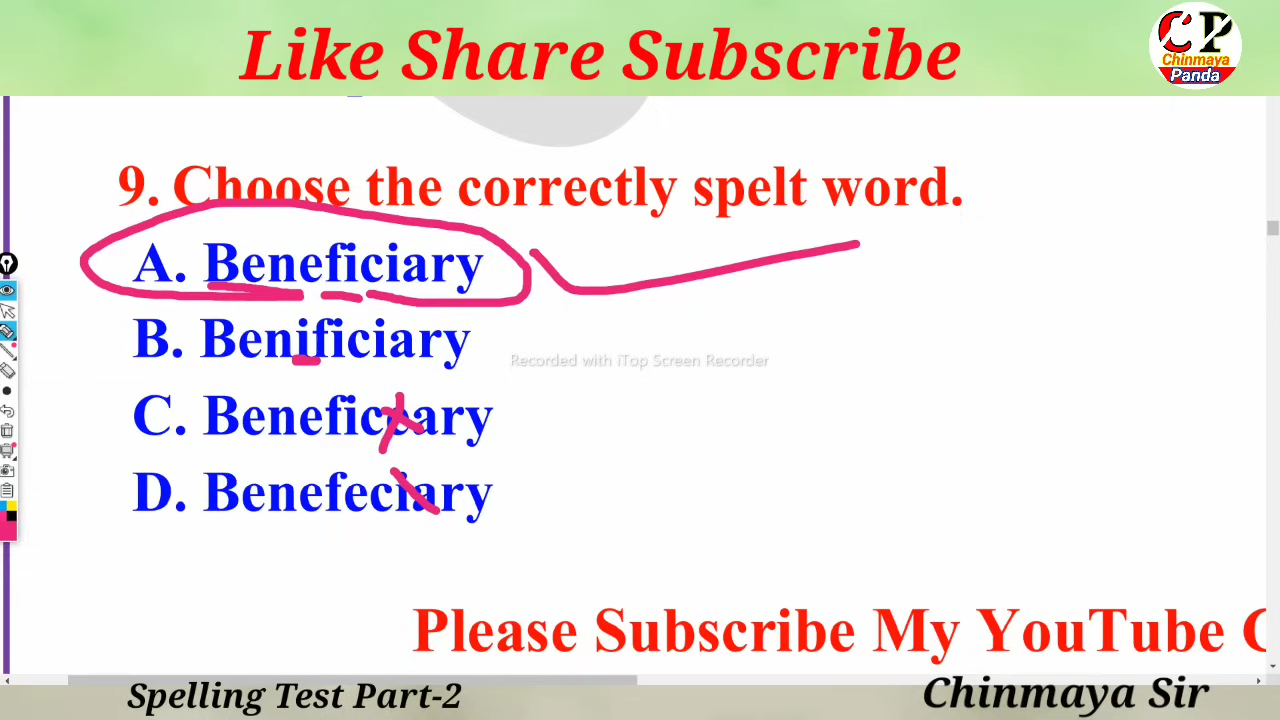 Like Share Subscribe
CP
Chinmaya
Panda
9. Choose the correctly spelt word.
A. Beneficiary
B. Benificiary
Recorded with iTop Screen Recorder
C. Beneficeary
D. Benefeciary
Please Subscribe My YouTube C
Spelling Test Part-2
Chinmaya Sir